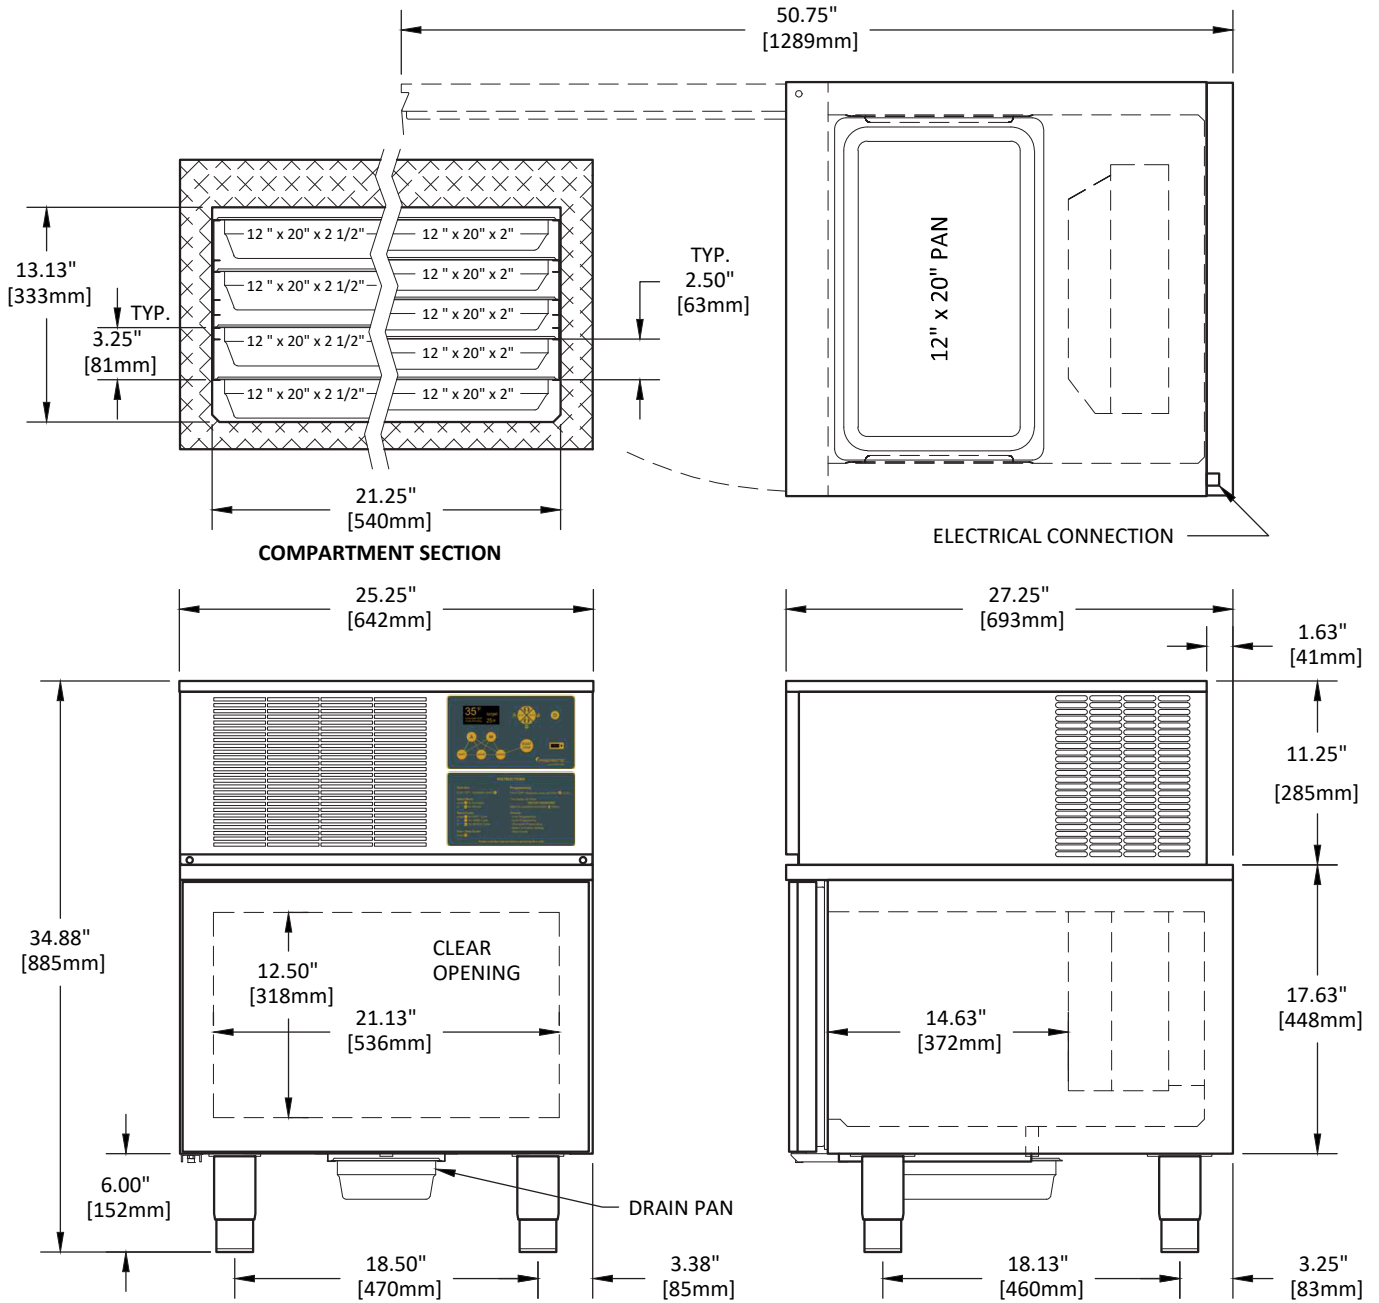 50.75"
[1289mm]
13.13"
[333mm]
TYP.
3.25"
[81mm]
12 " x 20" x 2 1/2"
12 " x 20" x 2"
12 " x 20" x 2"
12 " x 20" x 2 1/2"
12 " x 20" x 2"
12 " x 20" x 2 1/2"
12 " x 20" x 2"
12 " x 20" x 2 1/2"
12 " x 20" x 2"
TYP.
2.50"
[63mm]
12" x 20" PAN
21.25"
[540mm]
COMPARTMENT SECTION
ELECTRICAL CONNECTION
25.25"
[642mm]
27.25"
[693mm]
1.63"
[41mm]
35°
INSTRUCTIONS
11.25"
[285mm]
34.88"
[885mm]
CLEAR
OPENING
12.50"
[318mm]
21.13"
[536mm]
14.63"
[372mm]
17.63"
[448mm]
6.00"
[152mm]
DRAIN PAN
18.50"
[470mm]
3.38"
[85mm]
18.13"
[460mm]
3.25"
[83mm]